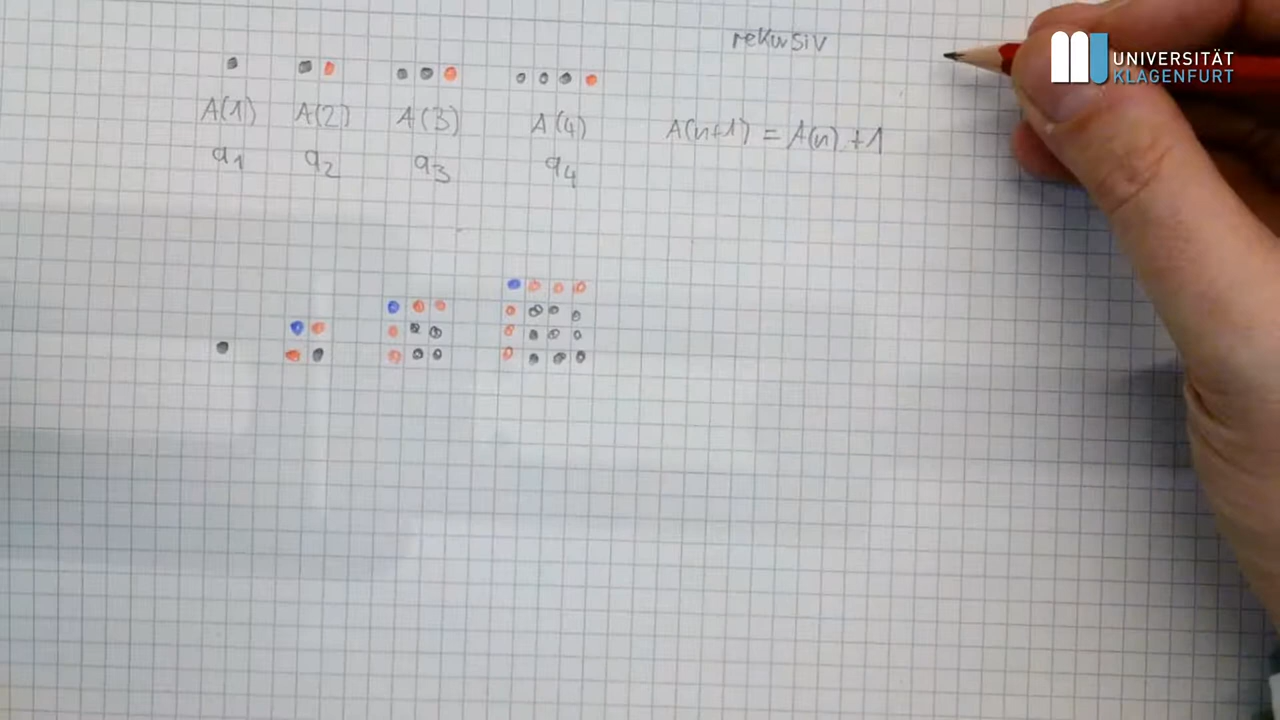 rekursiv
UNIVERSITÄT
KLAGENFURT
A(1) A(2) A(3) A(4) A(n+1) = A(n) + 1
a1 a2 a3 a4